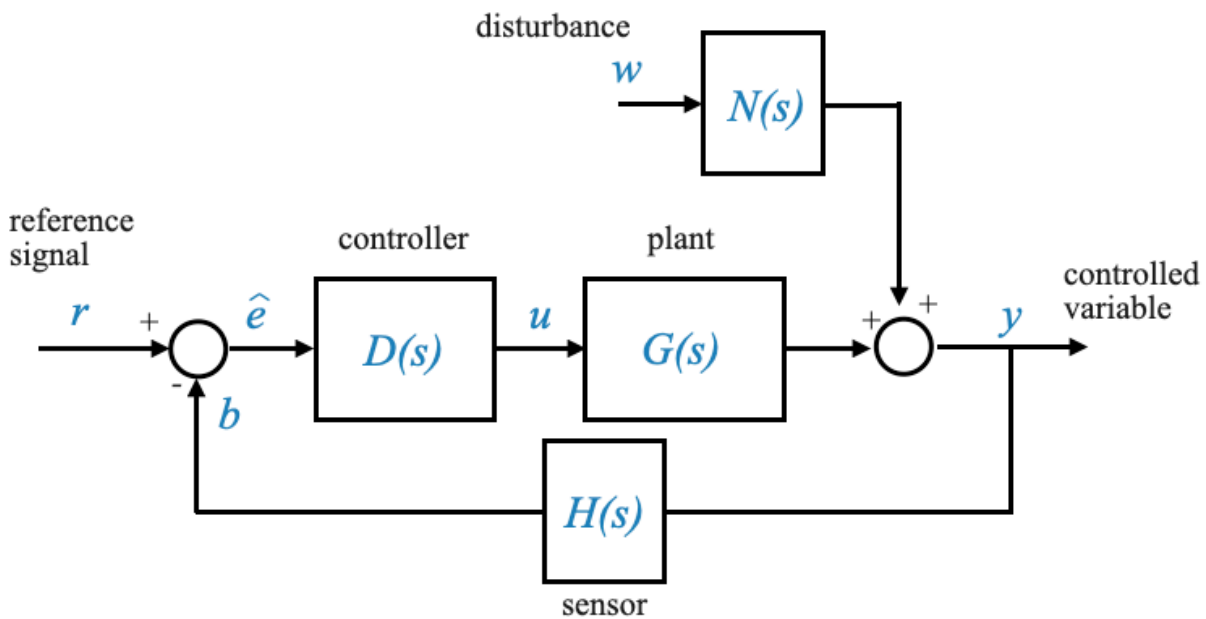 disturbance
w
N(s)
reference
signal
controller
plant
controlled
variable
r
+
ê
u
+
+
y
D(s)
G(s)
-
b
H(s)
sensor